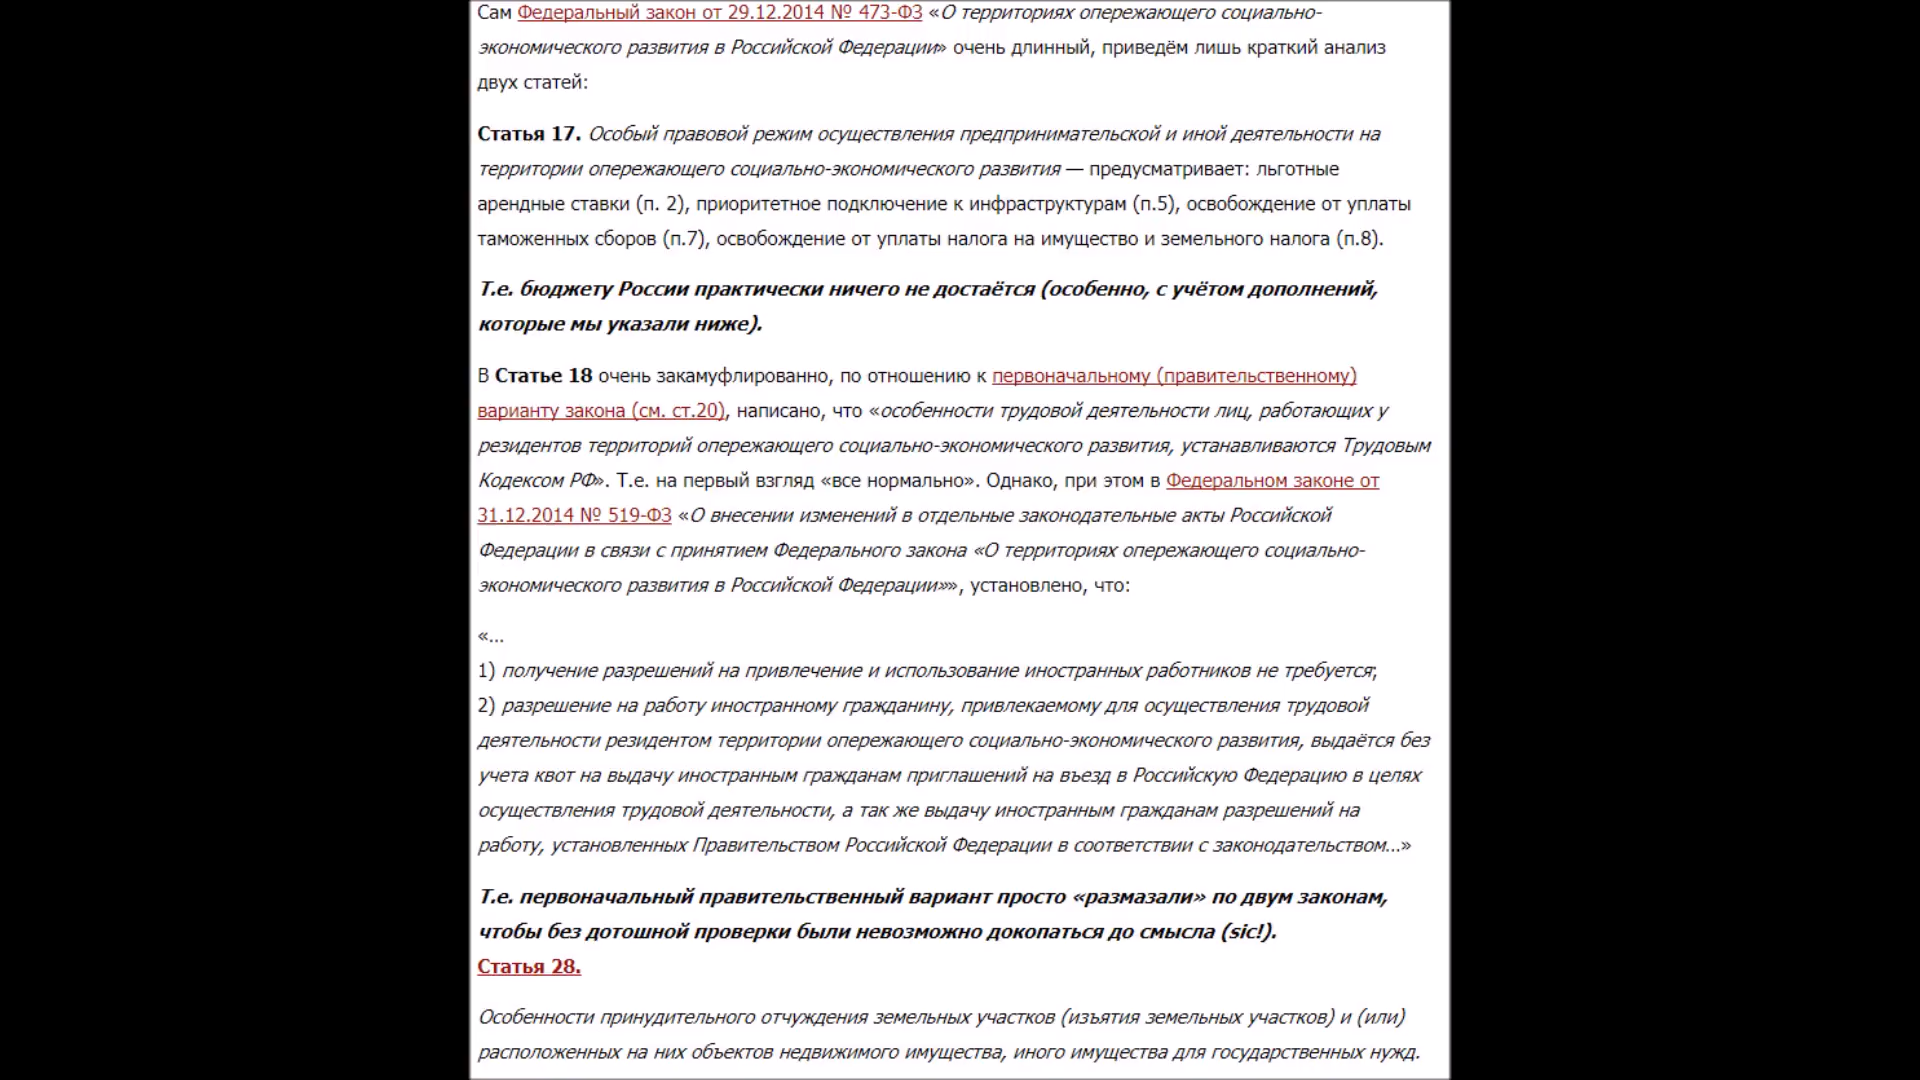 Сам Федеральный закон от 29.12.2014 № 473-ФЗ «О территориях опережающего социально-
экономического развития в Российской Федерации» очень длинный, приведём лишь краткий анализ
двух статей:
Статья 17. Особый правовой режим осуществления предпринимательской и иной деятельности на
территории опережающего социально-экономического развития — предусматривает: льготные
арендные ставки (п. 2), приоритетное подключение к инфраструктурам (п.5), освобождение от уплаты
таможенных сборов (п.7), освобождение от уплаты налога на имущество и земельного налога (п.8).
Т.е. бюджету России практически ничего не достаётся (особенно, с учётом дополнений,
которые мы указали ниже).
В Статье 18 очень закамуфлированно, по отношению к первоначальному (правительственному)
варианту закона (см. ст.20), написано, что «особенности трудовой деятельности лиц, работающих у
резидентов территорий опережающего социально-экономического развития, устанавливаются Трудовым
Кодексом РФ». Т.е. на первый взгляд «все нормально». Однако, при этом в Федеральном законе от
31.12.2014 № 519-ФЗ «О внесении изменений в отдельные законодательные акты Российской
Федерации в связи с принятием Федерального закона «О территориях опережающего социально-
экономического развития в Российской Федерации»», установлено, что:
«...
1) получение разрешений на привлечение и использование иностранных работников не требуется;
2) разрешение на работу иностранному гражданину, привлекаемому для осуществления трудовой
деятельности резидентом территории опережающего социально-экономического развития, выдаётся без
учета квот на выдачу иностранным гражданам приглашений на въезд в Российскую Федерацию в целях
осуществления трудовой деятельности, а так же выдачу иностранным гражданам разрешений на
работу, установленных Правительством Российской Федерации в соответствии с законодательством...»
Т.е. первоначальный правительственный вариант просто «размазали» по двум законам,
чтобы без дотошной проверки были невозможно докопаться до смысла (sic!).
Статья 28.
Особенности принудительного отчуждения земельных участков (изъятия земельных участков) и (или)
расположенных на них объектов недвижимого имущества, иного имущества для государственных нужд.